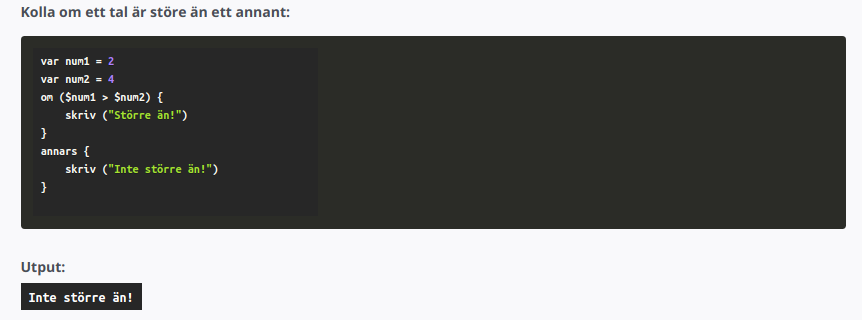 Kolla om ett tal är störe än ett annant:
var num1 = 2
var num2 = 4
om ($num1 > $num2) {
    skriv ("Större än!")
}
annars {
    skriv ("Inte större än!")
}
Utput:
Inte större än!